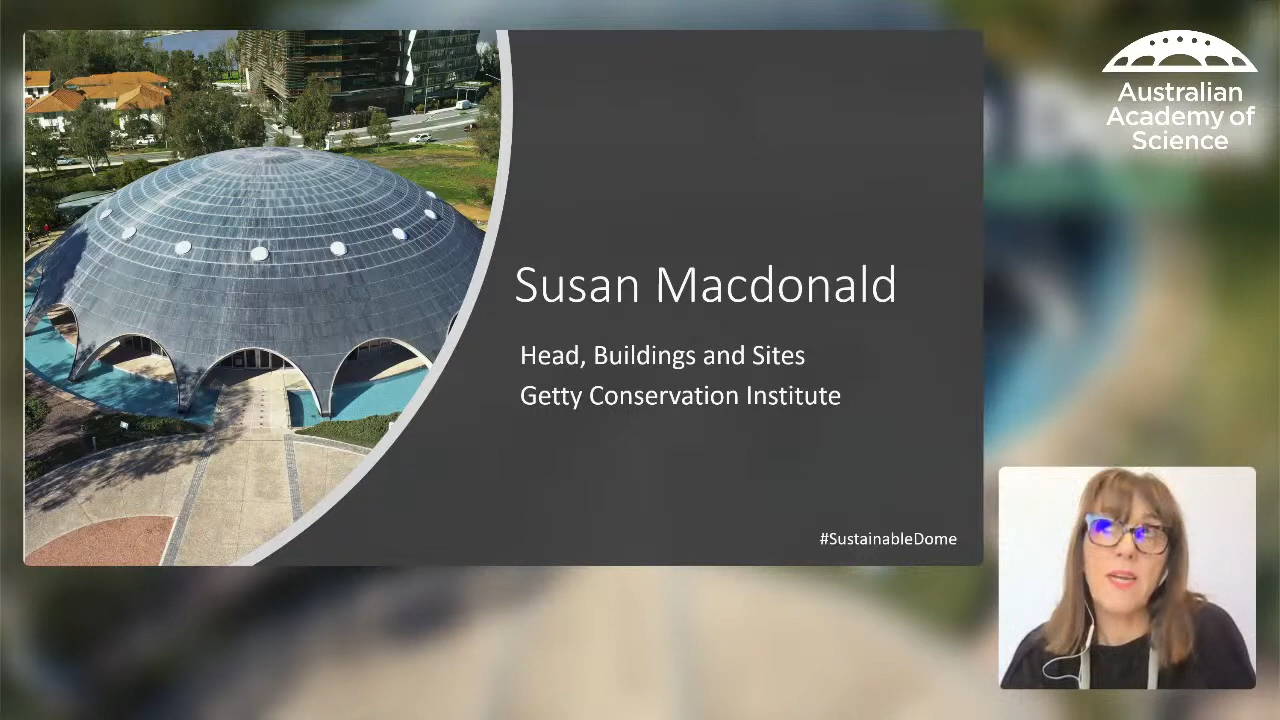 Australian
Academy of
Science
Susan Macdonald
Head, Buildings and Sites
Getty Conservation Institute
#SustainableDome